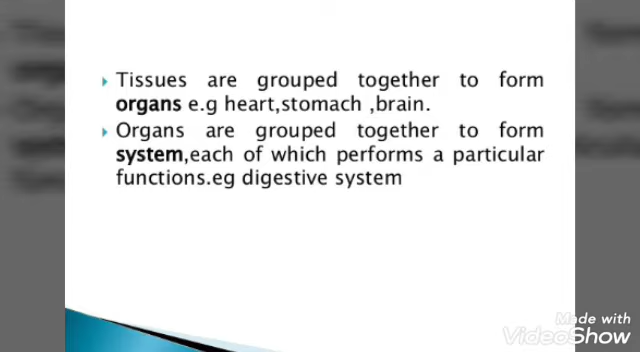 Tissues are grouped together to form
organs e.g heart,stomach ,brain.
Organs are grouped together to form
system,each of which performs a particular
functions.eg digestive system
Made with
VideoShow